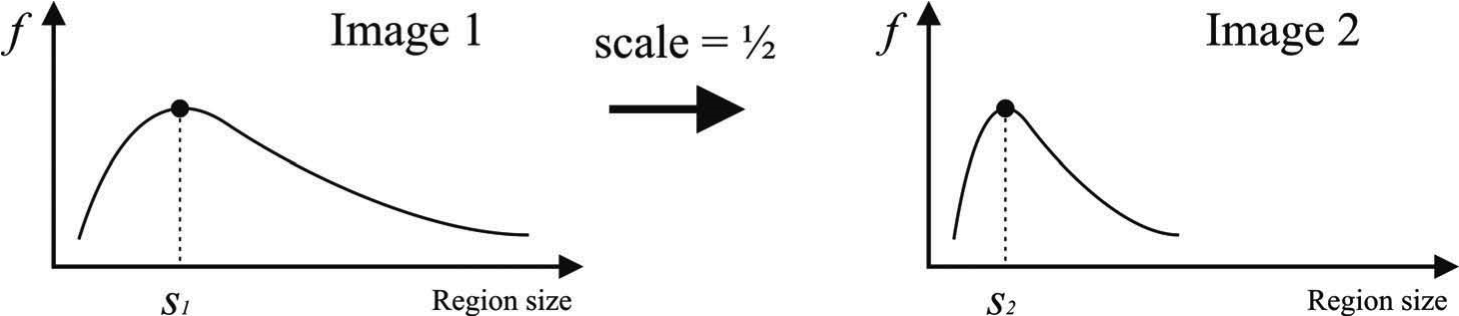 f
Image 1
s1
Region size
scale = ½
f
Image 2
s2
Region size